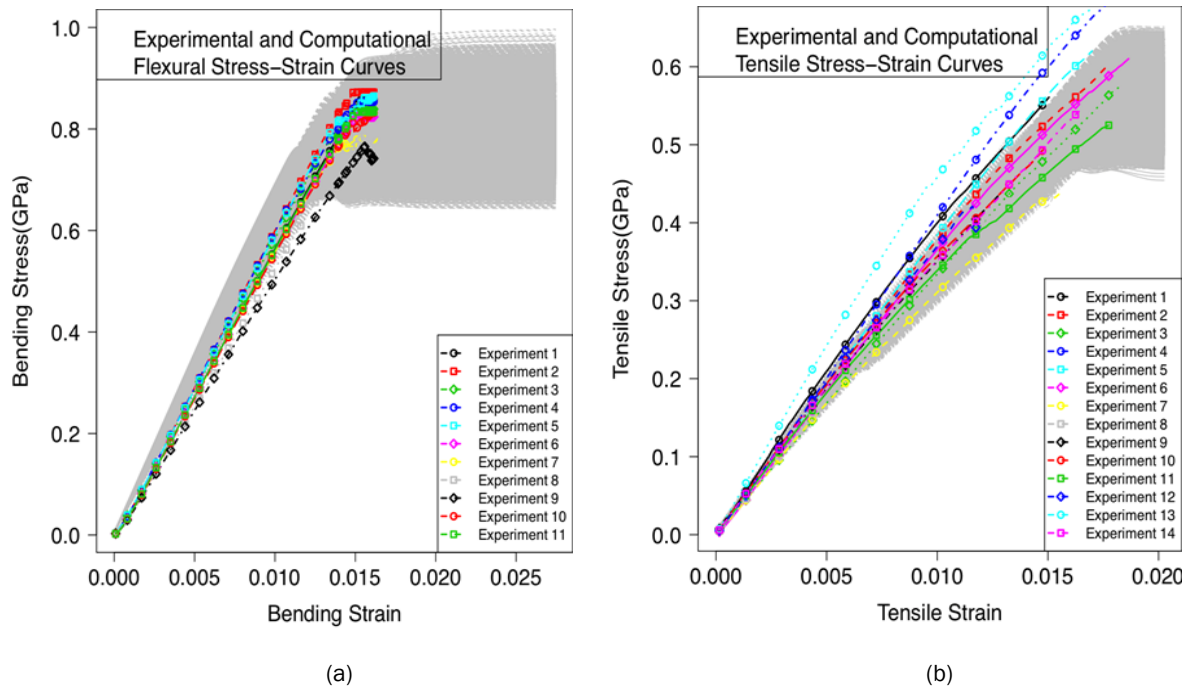 Experimental and Computational
Flexural Stress–Strain Curves
Bending Stress(GPa)
1.0
0.8
0.6
0.4
0.2
0.0
Experiment 1
Experiment 2
Experiment 3
Experiment 4
Experiment 5
Experiment 6
Experiment 7
Experiment 8
Experiment 9
Experiment 10
Experiment 11
0.000 0.005 0.010 0.015 0.020 0.025
Bending Strain
(a)
Experimental and Computational
Tensile Stress–Strain Curves
Tensile Stress(GPa)
0.6
0.5
0.4
0.3
0.2
0.1
0.0
Experiment 1
Experiment 2
Experiment 3
Experiment 4
Experiment 5
Experiment 6
Experiment 7
Experiment 8
Experiment 9
Experiment 10
Experiment 11
Experiment 12
Experiment 13
Experiment 14
0.000 0.005 0.010 0.015 0.020
Tensile Strain
(b)